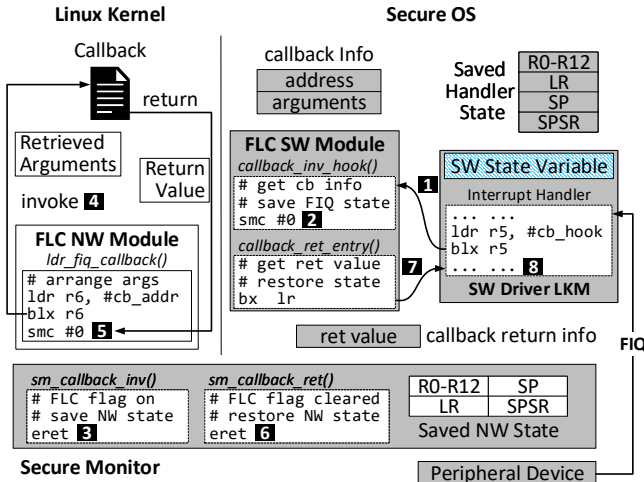 Linux Kernel
Secure OS
Callback
return
Retrieved
Arguments
Return
Value
invoke 4
FLC NW Module
ldr_fiq_callback()
# arrange args
ldr r6, #cb_addr
blx r6
smc #0 5
callback Info
address
arguments
Saved
Handler
State
R0-R12
LR
SP
SPSR
FLC SW Module
callback_inv_hook()
# get cb info
# save FIQ state
smc #0 2
callback_ret_entry()
# get ret value
# restore state
bx lr
1
7
SW State Variable
Interrupt Handler
... ...
ldr r5, #cb_hook
blx r5
... ... 8
SW Driver LKM
ret value
callback return info
FIQ
sm_callback_inv()
# FLC flag on
# save NW state
eret 3
sm_callback_ret()
# FLC flag cleared
# restore NW state
eret 6
R0-R12 SP
LR SPSR
Saved NW State
Secure Monitor
Peripheral Device